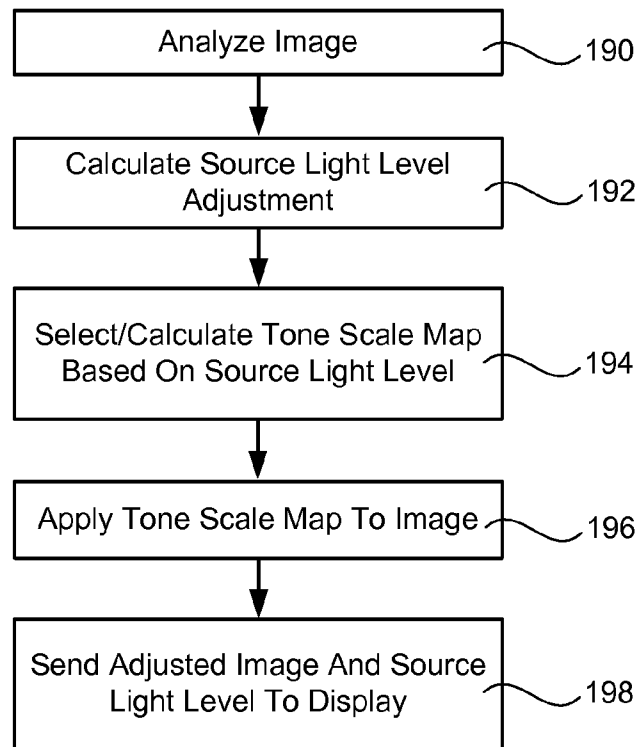 Analyze Image
190
Calculate Source Light Level
Adjustment
192
Select/Calculate Tone Scale Map
Based On Source Light Level
194
Apply Tone Scale Map To Image
196
Send Adjusted Image And Source
Light Level To Display
198